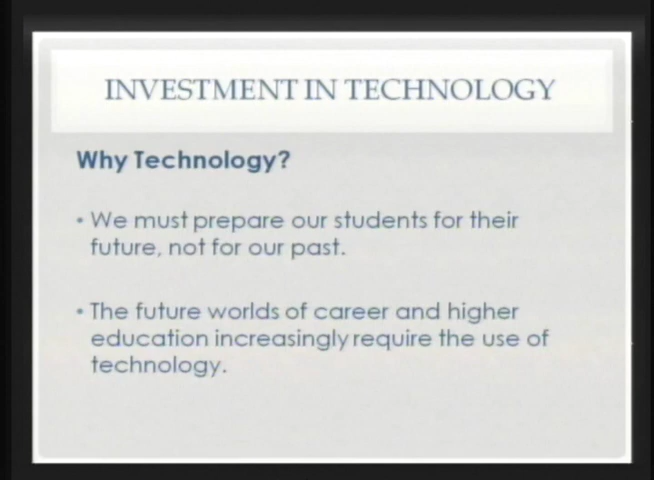 INVESTMENT IN TECHNOLOGY
Why Technology?
• We must prepare our students for their
future, not for our past.
• The future worlds of career and higher
education increasingly require the use of
technology.